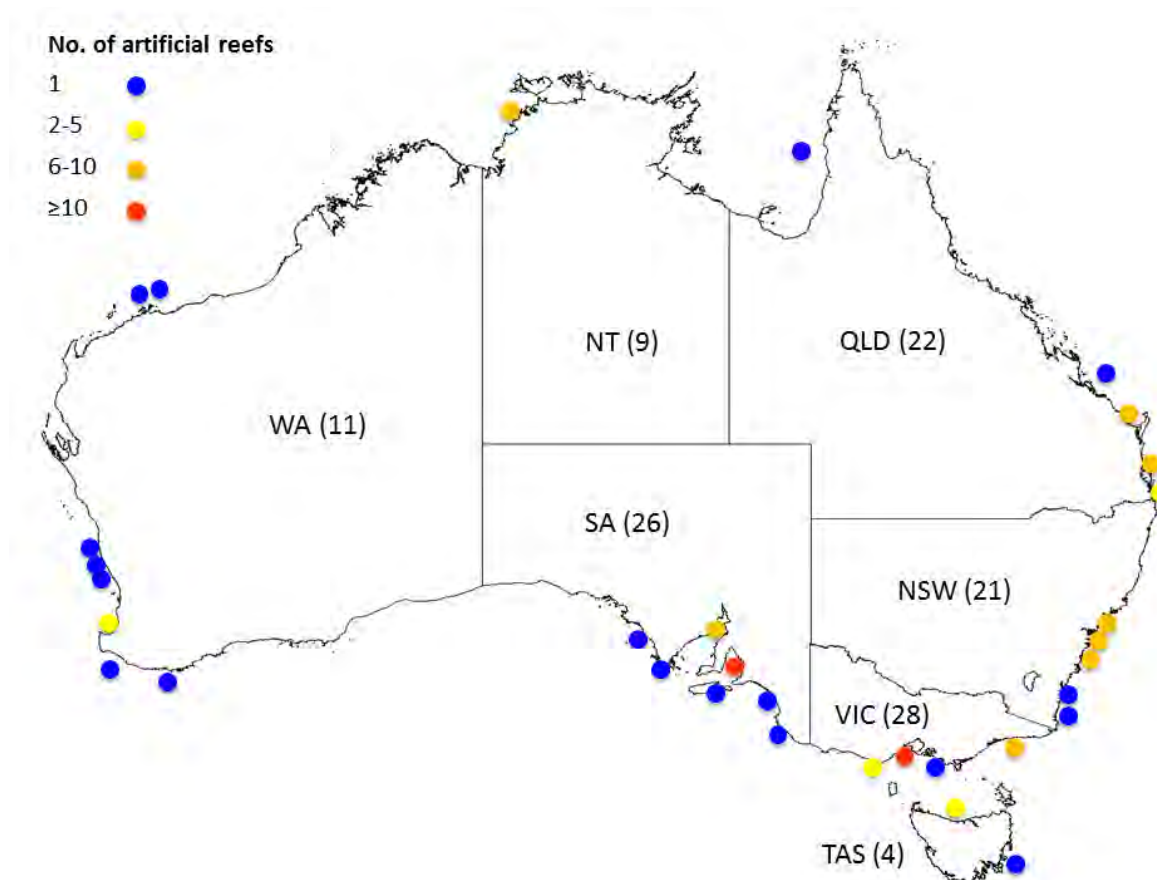 No. of artificial reefs
1
2-5
6-10
≥10
NT (9)
QLD (22)
WA (11)
SA (26)
NSW (21)
VIC (28)
TAS (4)